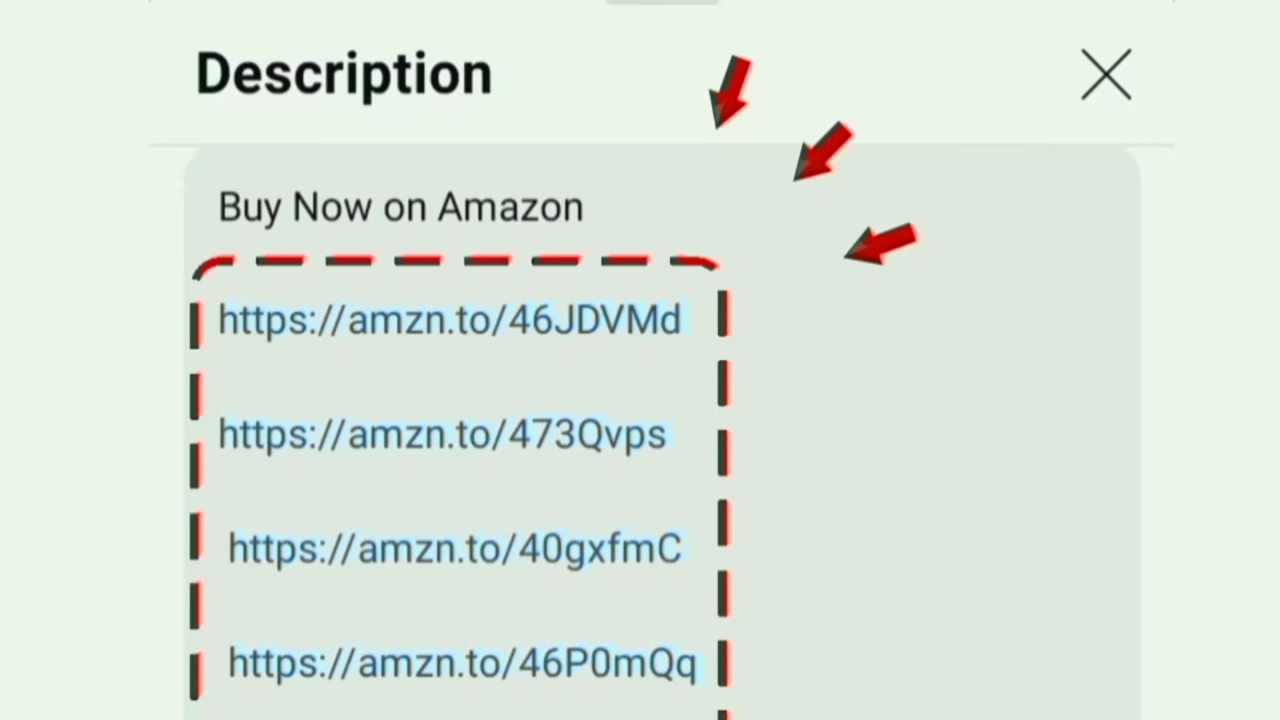 Description
Buy Now on Amazon
https://amzn.to/46JDVMd
https://amzn.to/473Qvps
https://amzn.to/40gxfmC
https://amzn.to/46P0mQq